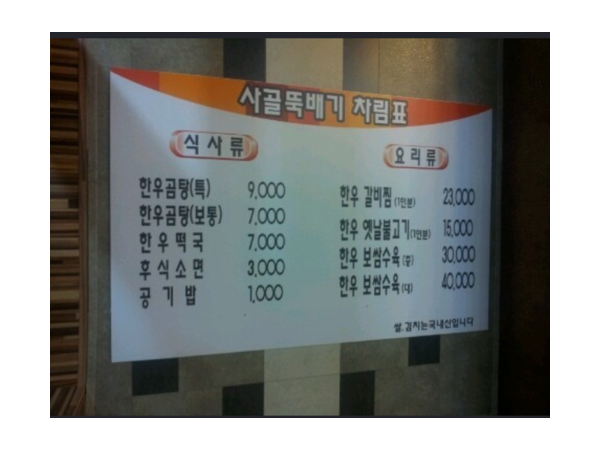 사골뚝배기 차림표
식사류
한우곰탕(특) 9,000
한우곰탕(보통) 7,000
한우떡국 7,000
후식소면 3,000
공기밥 1,000
요리류
한우 갈비찜(1인분) 23,000
한우 옛날불고기(1인분) 15,000
한우 보쌈수육(중) 30,000
한우 보쌈수육(대) 40,000
쌀.김치는국내산입니다